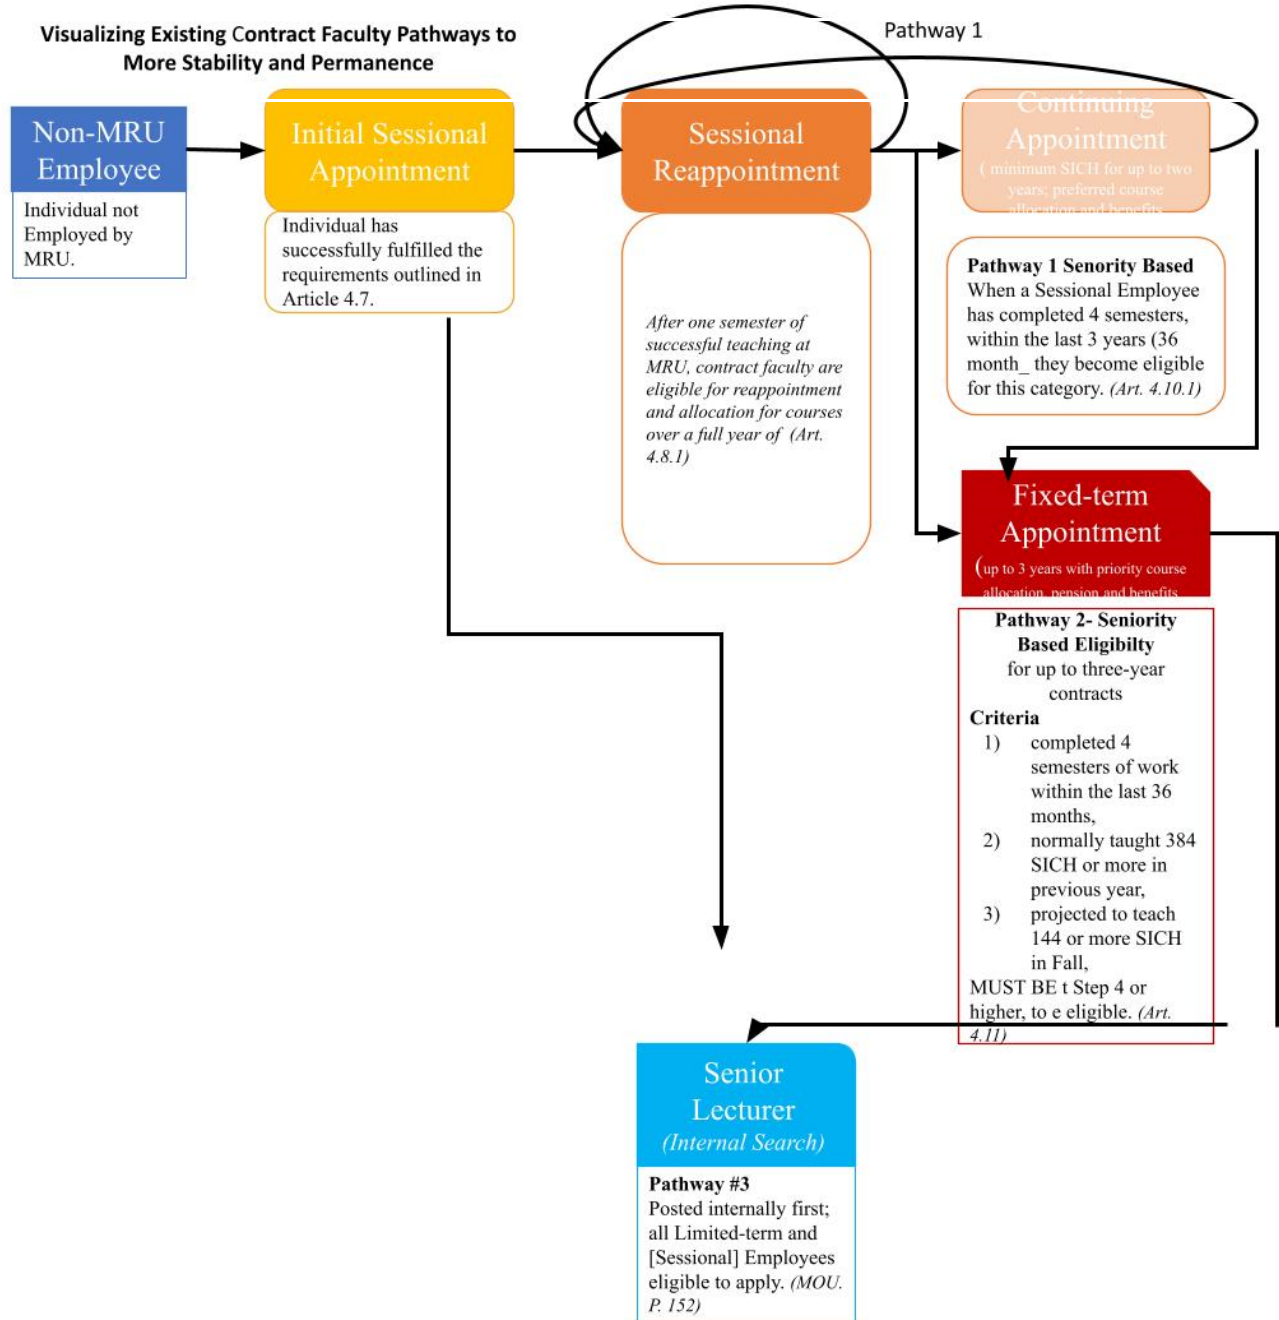 Visualizing Existing Contract Faculty Pathways to
More Stability and Permanence
Pathway 1
Non-MRU
Employee
Individual not
Employed by
MRU.
Initial Sessional
Appointment
Individual has
successfully fulfilled the
requirements outlined in
Article 4.7.
Sessional
Reappointment
After one semester of
successful teaching at
MRU, contract faculty are
eligible for reappointment
and allocation for courses
over a full year of (Art.
4.8.1)
Continuing
Appointment
( minimum SICH for up to two
years; preferred course
allocation and benefits
Pathway 1 Senority Based
When a Sessional Employee
has completed 4 semesters,
within the last 3 years (36
month_ they become eligible
for this category. (Art. 4.10.1)
Fixed-term
Appointment
(up to 3 years with priority course
allocation, pension and benefits
Pathway 2- Seniority
Based Eligibilty
for up to three-year
contracts
Criteria
1) completed 4
semesters of work
within the last 36
months,
2) normally taught 384
SICH or more in
previous year,
3) projected to teach
144 or more SICH
in Fall,
MUST BE t Step 4 or
higher, to e eligible. (Art.
4.11)
Senior
Lecturer
(Internal Search)
Pathway #3
Posted internally first;
all Limited-term and
[Sessional] Employees
eligible to apply. (MOU.
P. 152)